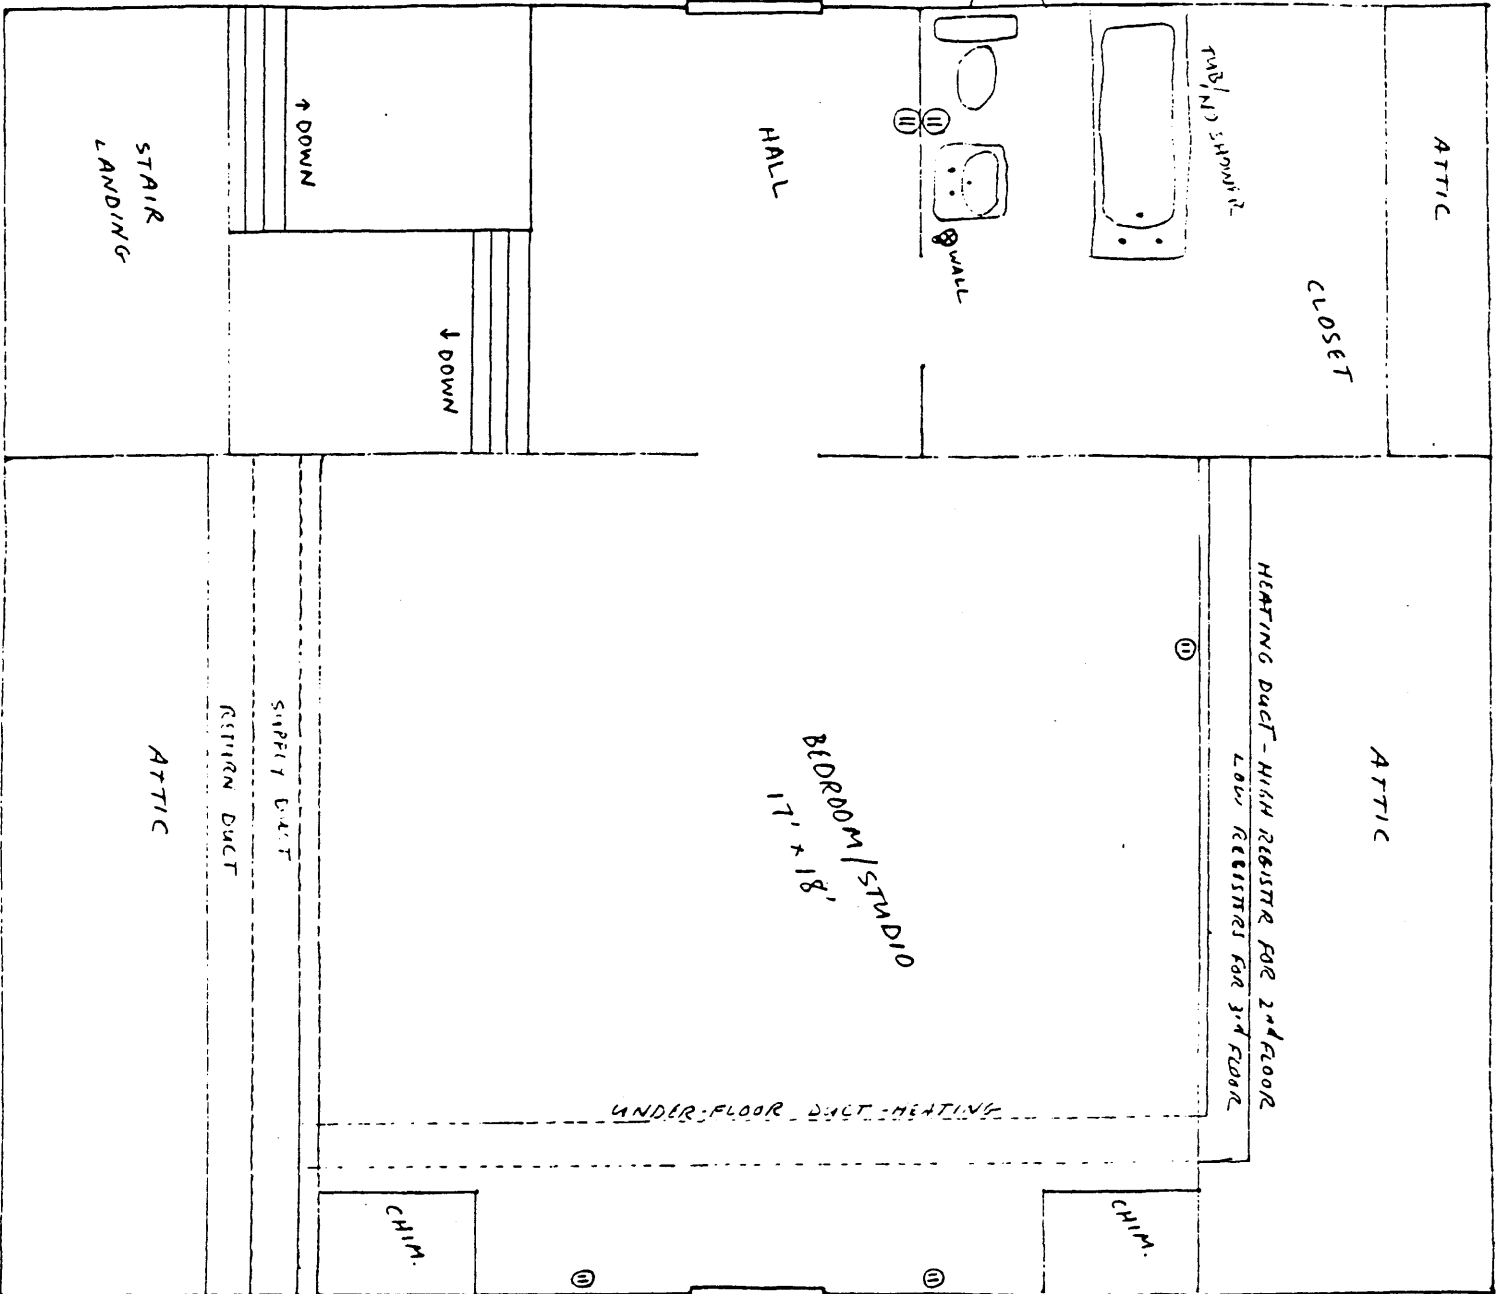 STAIR
LANDING
↑ DOWN
↓ DOWN
HALL
WALL
TUB/NO SHOWER
CLOSET
ATTIC
HEATING DUCT - HIGH REGISTER FOR 2nd FLOOR
LOW REGISTERS FOR 3rd FLOOR
ATTIC
BEDROOM/STUDIO
17' x 18'
SUPPLY DUCT
RETURN DUCT
ATTIC
UNDER-FLOOR DUCT-HEATING
CHIM.
CHIM.